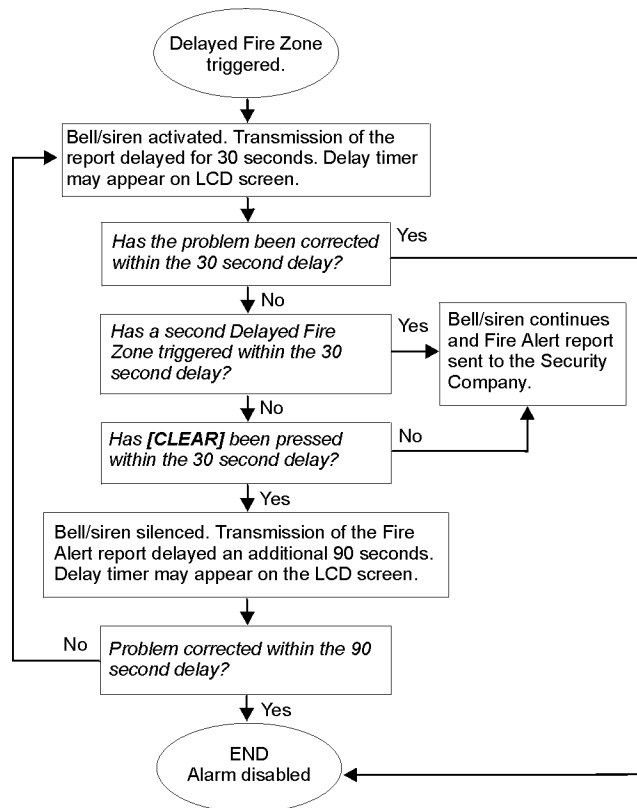 Delayed Fire Zone
triggered.
Bell/siren activated. Transmission of the
report delayed for 30 seconds. Delay timer
may appear on LCD screen.
Has the problem been corrected
within the 30 second delay?
Yes
No
Has a second Delayed Fire
Zone triggered within the 30
second delay?
Yes
Bell/siren continues
and Fire Alert report
sent to the Security
Company.
No
Has [CLEAR] been pressed
within the 30 second delay?
No
Yes
Bell/siren silenced. Transmission of the Fire
Alert report delayed an additional 90 seconds.
Delay timer may appear on the LCD screen.
No
Problem corrected within the 90
second delay?
Yes
END
Alarm disabled